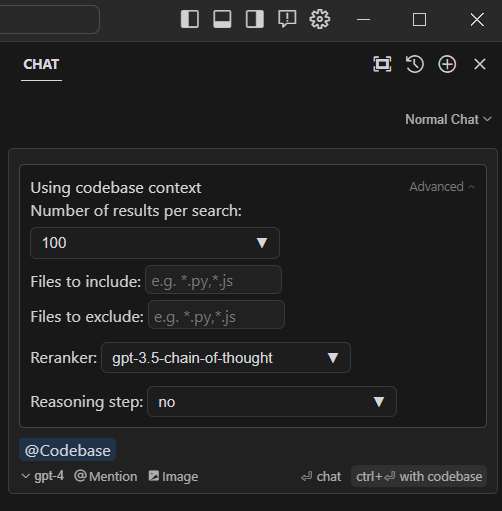 CHAT
Normal Chat
Using codebase context
Advanced
Number of results per search:
100
Files to include: e.g. *.py,*.js
Files to exclude: e.g. *.py,*.js
Reranker: gpt-3.5-chain-of-thought
Reasoning step: no
@Codebase
gpt-4 @Mention Image ⏎ chat ctrl+⏎ with codebase